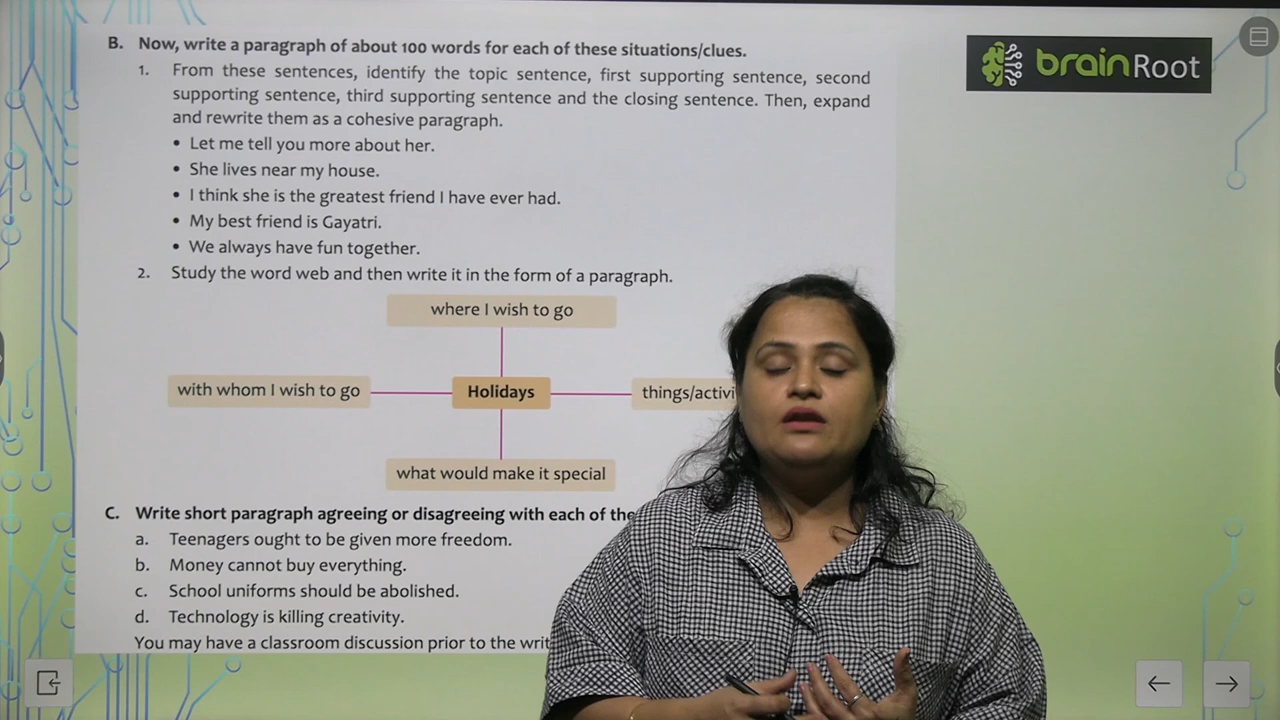 B. Now, write a paragraph of about 100 words for each of these situations/clues.
1. From these sentences, identify the topic sentence, first supporting sentence, second
supporting sentence, third supporting sentence and the closing sentence. Then, expand
and rewrite them as a cohesive paragraph.
• Let me tell you more about her.
• She lives near my house.
• I think she is the greatest friend I have ever had.
• My best friend is Gayatri.
• We always have fun together.
2. Study the word web and then write it in the form of a paragraph.
where I wish to go
with whom I wish to go
Holidays
what would make it special
C. Write short paragraph agreeing or disagreeing with each of
a. Teenagers ought to be given more freedom.
b. Money cannot buy everything.
c. School uniforms should be abolished.
d. Technology is killing creativity.
You may have a classroom discussion prior to the
brainRoot